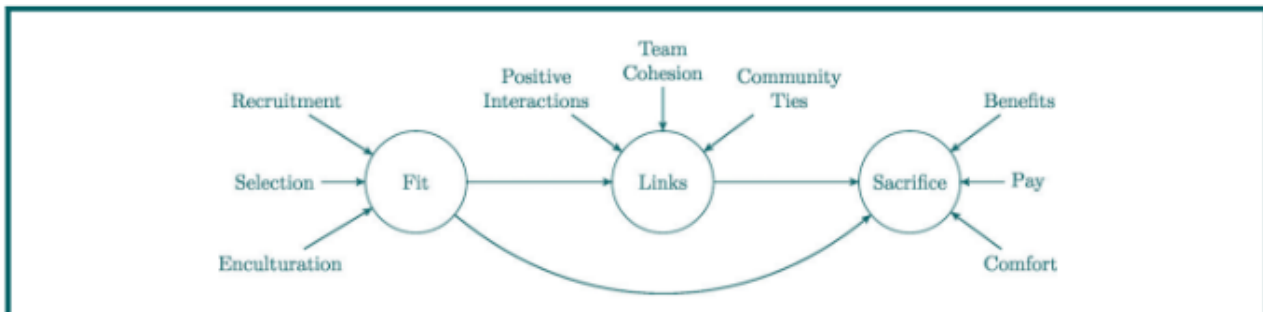 Team
Cohesion
Positive
Interactions
Community
Ties
Recruitment
Benefits
Selection
Fit
Links
Sacrifice
Pay
Enculturation
Comfort